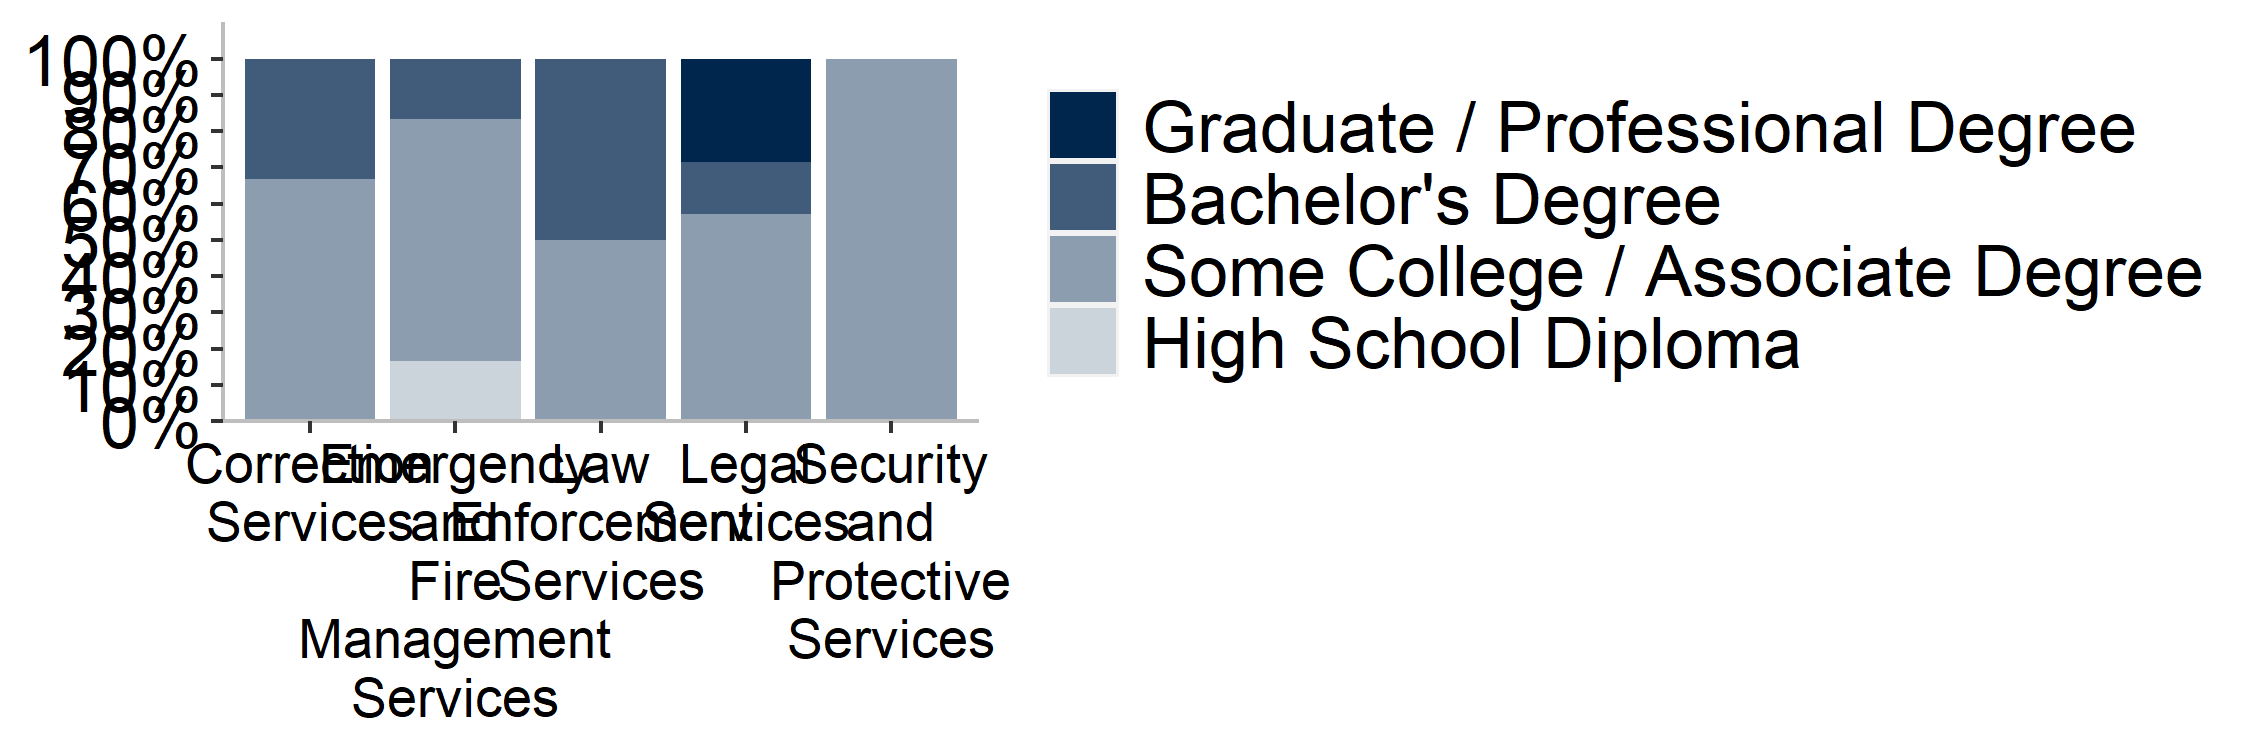 100%
90%
80%
70%
60%
50%
40%
30%
20%
10%
0%
Correction
Services
Emergency
and
Fire
Management
Services
Law
Enforcement
Services
Legal
Services
Security
and
Protective
Services
Graduate / Professional Degree
Bachelor's Degree
Some College / Associate Degree
High School Diploma